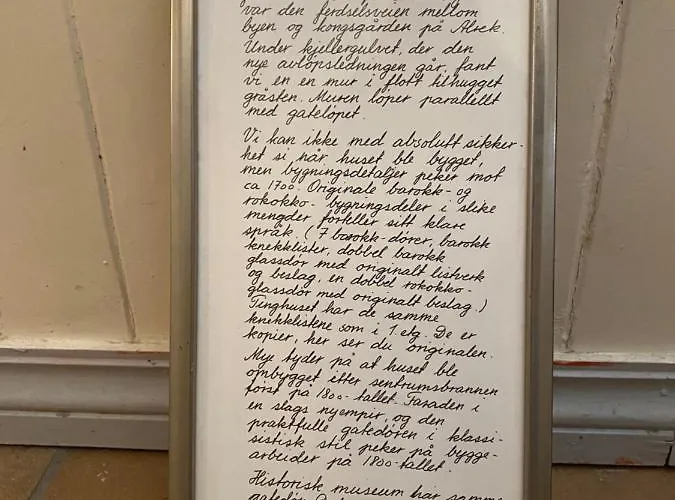 var den ferdselsveien mellom
byen og kongsgården på Alrek.
Under kjellergulvet, der den
nye avløpsledningen går, fant
vi en en mur i flott tilhugget
gråsten. Muren løper parallellt
med gateløpet.
Vi kan ikke med absolutt sikker-
het si når huset ble bygget,
men bygningsdetaljer peker mot
ca 1700. Originale barokk- og
rokokko- bygningsdeler i slike
mengder forteller sitt klare
språk. (7 barokk-dører, barokk
knekklister, dobbel barokk
glassdør med originalt listverk
og beslag, en dobbel rokokko-
glassdør med originalt beslag.)
Tinghuset har de samme
knekklistene som i 1. etg. De er
kopier, her ser du originalen.
Mye tyder på at huset ble
ombygget etter sentrumsbrannen
først på 1800-tallet. Fasaden i
en slags nyempir, og den
praktfulle gatedøren i klassi-
sistisk stil peker på bygge-
arbeider på 1800-tallet.
Historisk museum har samme